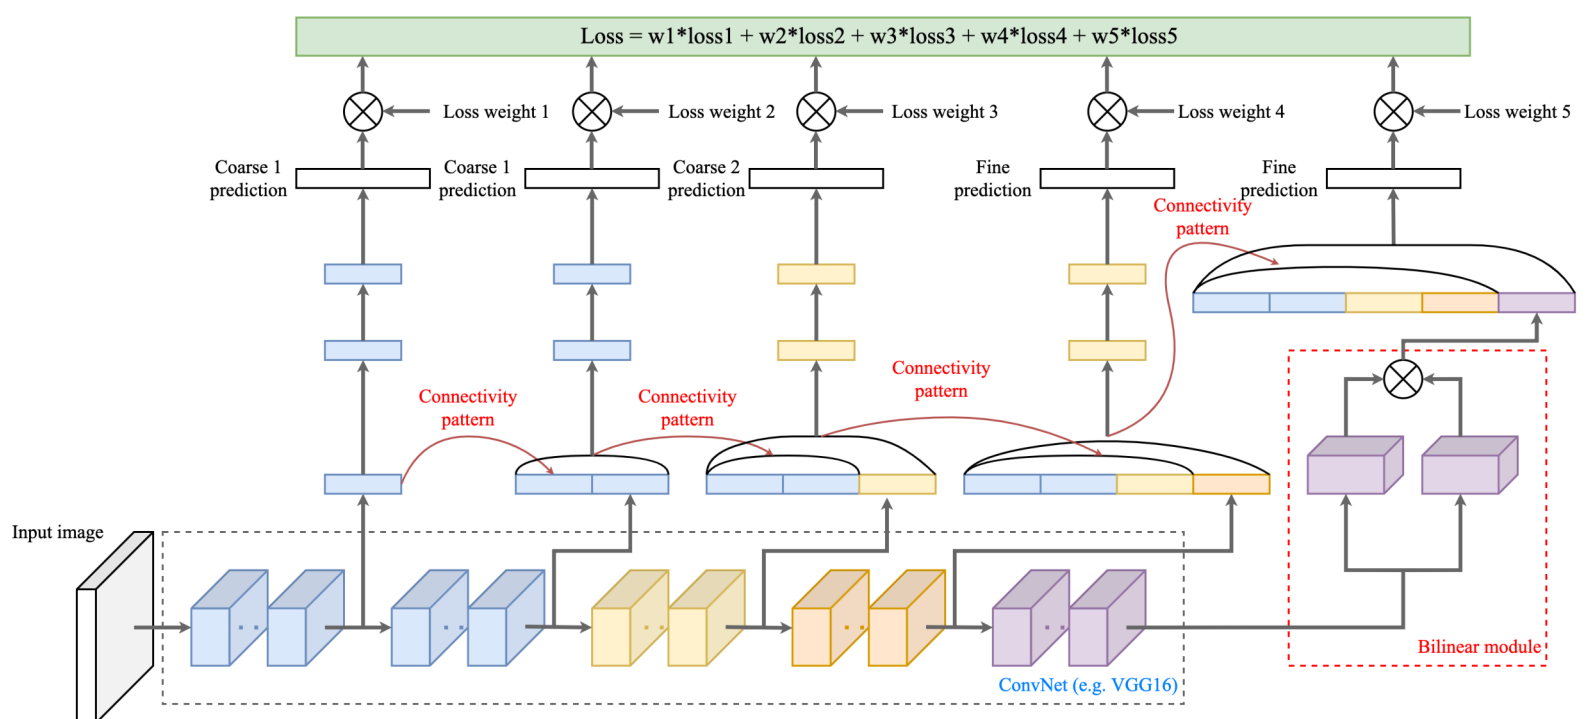 Loss = w1*loss1 + w2*loss2 + w3*loss3 + w4*loss4 + w5*loss5
Loss weight 1
Loss weight 2
Loss weight 3
Loss weight 4
Loss weight 5
Coarse 1
prediction
Coarse 1
prediction
Coarse 2
prediction
Fine
prediction
Fine
prediction
Connectivity
pattern
Connectivity
pattern
Connectivity
pattern
Connectivity
pattern
Input image
Bilinear module
ConvNet (e.g. VGG16)